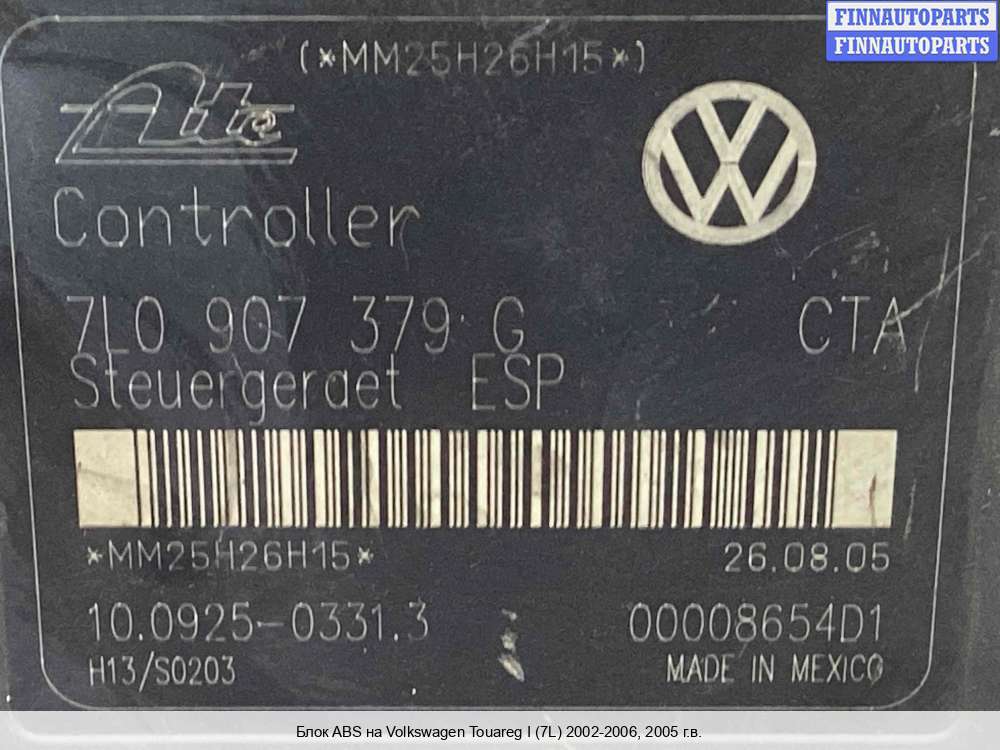 FINNAUTOPARTS
FINNAUTOPARTS
(*MM25H26H15*)
Ate
Controller
7L0 907 379 G CTA
Steuergeraet ESP
*MM25H26H15* 26.08.05
10.0925-0331.3 00008654D1
H13/S0203 MADE IN MEXICO
Блок ABS на Volkswagen Touareg I (7L) 2002-2006, 2005 г.в.